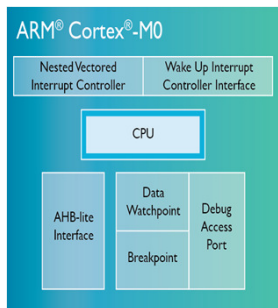 ARM® Cortex®-M0
Nested Vectored
Interrupt Controller
Wake Up Interrupt
Controller Interface
CPU
AHB-lite
Interface
Data
Watchpoint
Breakpoint
Debug
Access
Port